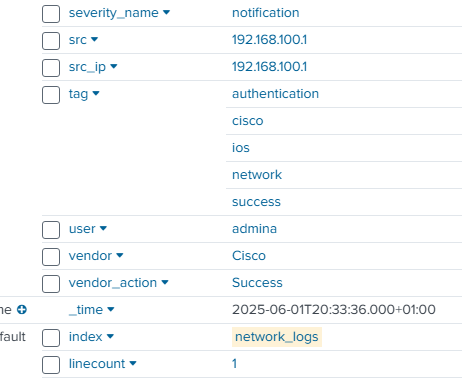 severity_name notification
src 192.168.100.1
src_ip 192.168.100.1
tag authentication
cisco
ios
network
success
user admina
vendor Cisco
vendor_action Success
ne _time 2025-06-01T20:33:36.000+01:00
fault index network_logs
linecount 1